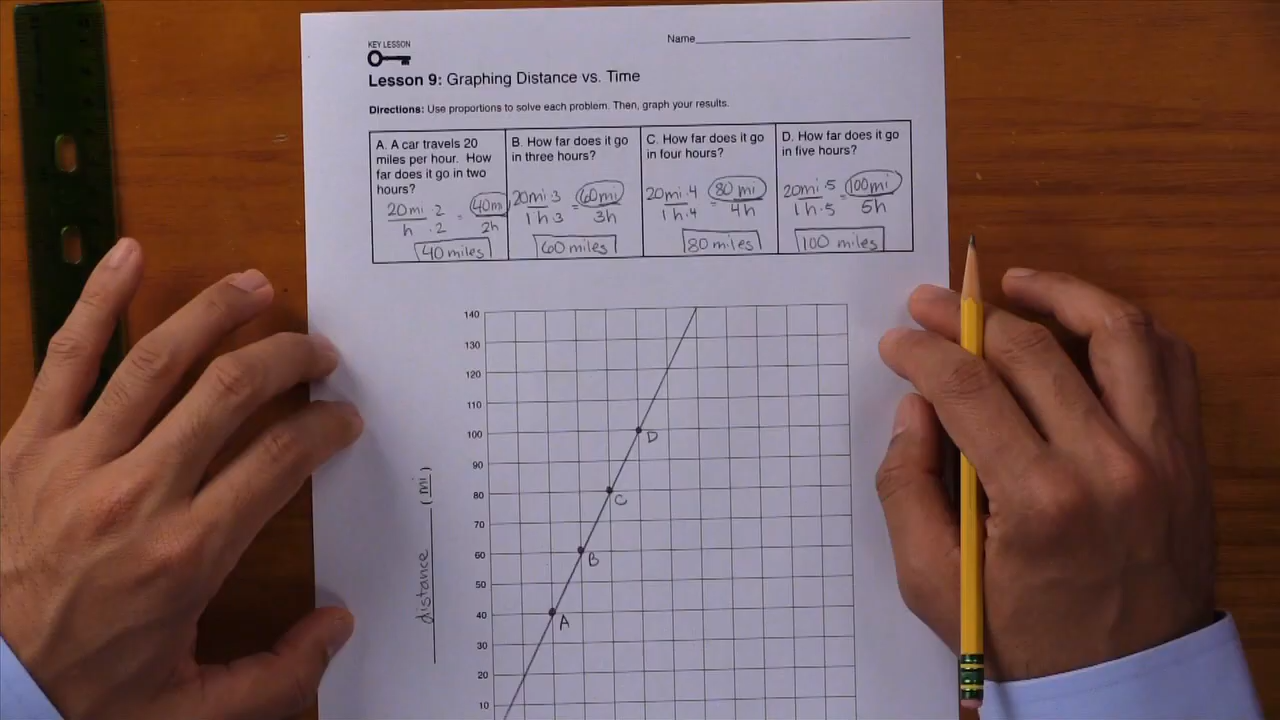 KEY LESSON
Name
Lesson 9: Graphing Distance vs. Time
Directions: Use proportions to solve each problem. Then, graph your results.
A. A car travels 20
miles per hour. How
far does it go in two
hours?
20mi · 2 = 40m
h · 2 2h
40 miles
B. How far does it go
in three hours?
20mi · 3 = 60mi
1h · 3 3h
60 miles
C. How far does it go
in four hours?
20mi · 4 = 80 mi
1h · 4 4h
80 miles
D. How far does it go
in five hours?
20mi · 5 = 100mi
1h · 5 5h
100 miles
140
130
120
110
100
90
80
70
60
50
40
30
20
10
distance (mi)
D
C
B
A